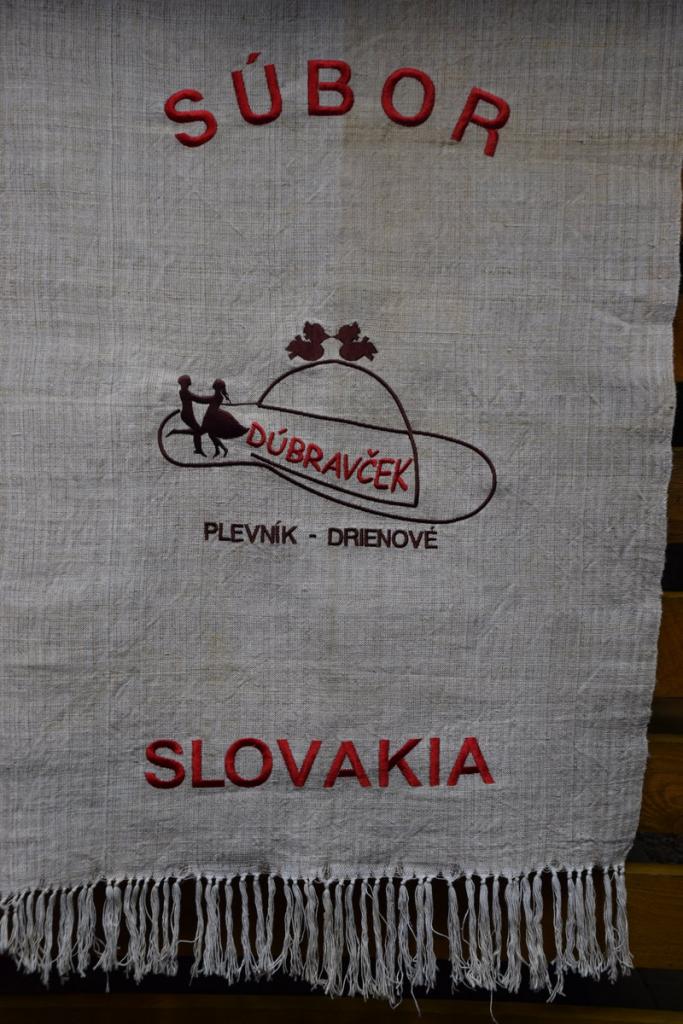 SÚBOR
DÚBRAVČEK
PLEVNÍK - DRIENOVÉ
SLOVAKIA